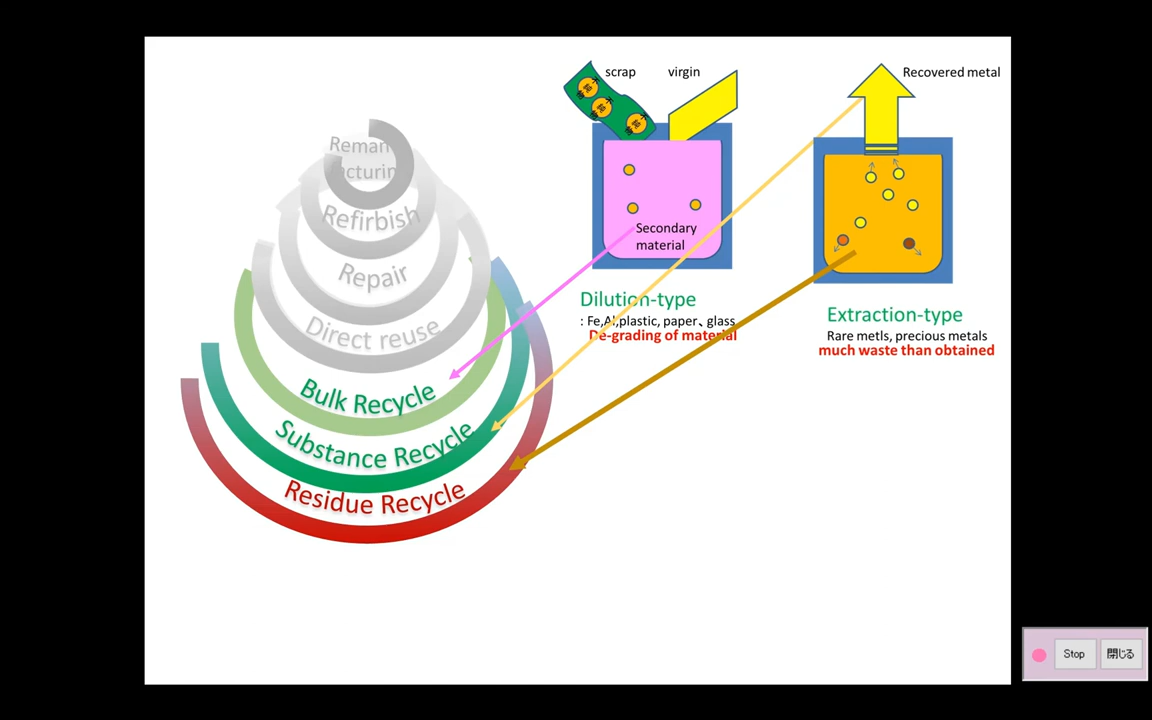 scrap
virgin
Recovered metal
Reman
cturin
Refirbish
Repair
Direct reuse
Bulk Recycle
Substance Recycle
Residue Recycle
Secondary
material
Dilution-type
: Fe,Al,plastic, paper、glass
De-grading of material
Extraction-type
Rare metls, precious metals
much waste than obtained
Stop
閉じる